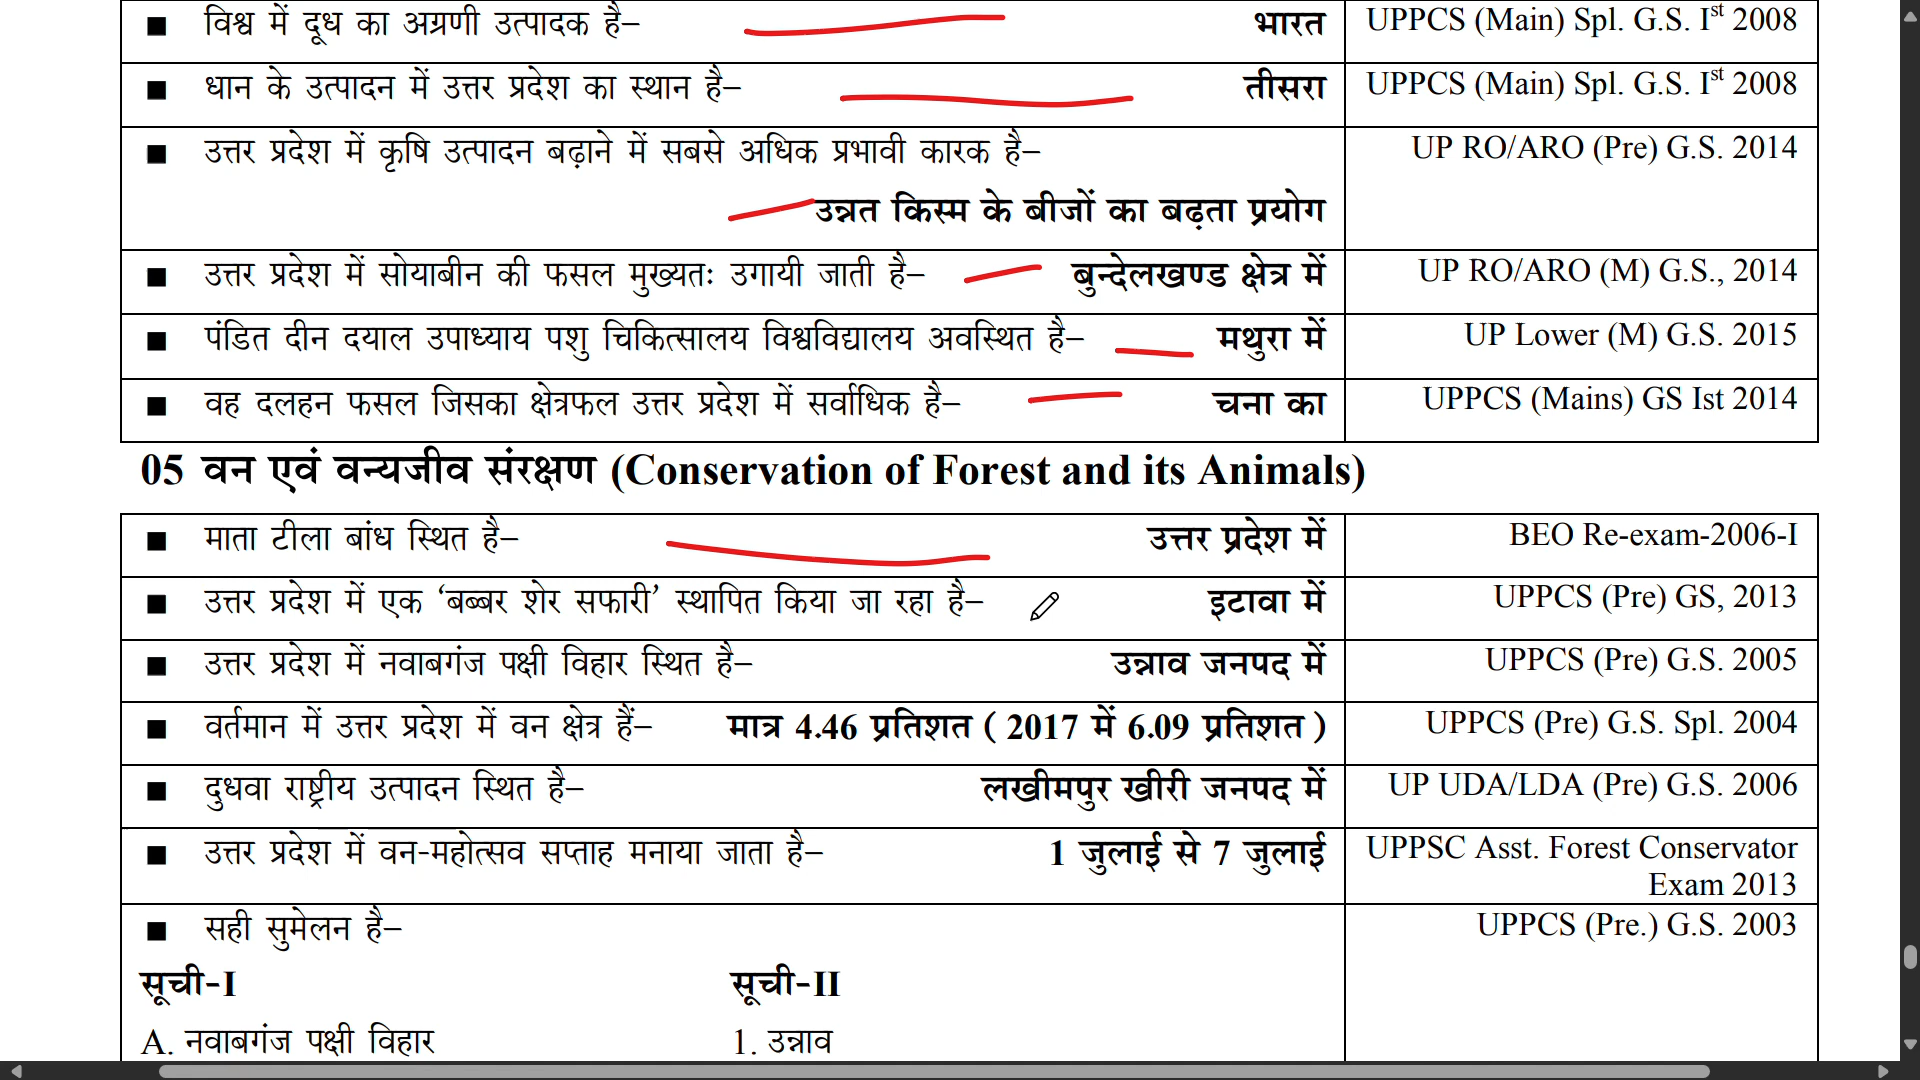 ■ विश्व में दूध का अग्रणी उत्पादक है– भारत UPPCS (Main) Spl. G.S. Ist 2008
■ धान के उत्पादन में उत्तर प्रदेश का स्थान है– तीसरा UPPCS (Main) Spl. G.S. Ist 2008
■ उत्तर प्रदेश में कृषि उत्पादन बढ़ाने में सबसे अधिक प्रभावी कारक है– UP RO/ARO (Pre) G.S. 2014
उन्नत किस्म के बीजों का बढ़ता प्रयोग
■ उत्तर प्रदेश में सोयाबीन की फसल मुख्यतः उगायी जाती है– बुन्देलखण्ड क्षेत्र में UP RO/ARO (M) G.S., 2014
■ पंडित दीन दयाल उपाध्याय पशु चिकित्सालय विश्वविद्यालय अवस्थित है– मथुरा में UP Lower (M) G.S. 2015
■ वह दलहन फसल जिसका क्षेत्रफल उत्तर प्रदेश में सर्वाधिक है– चना का UPPCS (Mains) GS Ist 2014
05 वन एवं वन्यजीव संरक्षण (Conservation of Forest and its Animals)
■ माता टीला बांध स्थित है– उत्तर प्रदेश में BEO Re-exam-2006-I
■ उत्तर प्रदेश में एक ‘बब्बर शेर सफारी’ स्थापित किया जा रहा है– इटावा में UPPCS (Pre) GS, 2013
■ उत्तर प्रदेश में नवाबगंज पक्षी विहार स्थित है– उन्नाव जनपद में UPPCS (Pre) G.S. 2005
■ वर्तमान में उत्तर प्रदेश में वन क्षेत्र हैं– मात्र 4.46 प्रतिशत ( 2017 में 6.09 प्रतिशत ) UPPCS (Pre) G.S. Spl. 2004
■ दुधवा राष्ट्रीय उत्पादन स्थित है– लखीमपुर खीरी जनपद में UP UDA/LDA (Pre) G.S. 2006
■ उत्तर प्रदेश में वन-महोत्सव सप्ताह मनाया जाता है– 1 जुलाई से 7 जुलाई UPPSC Asst. Forest Conservator
Exam 2013
■ सही सुमेलन है– UPPCS (Pre.) G.S. 2003
सूची-I सूची-II
A. नवाबगंज पक्षी विहार 1. उन्नाव